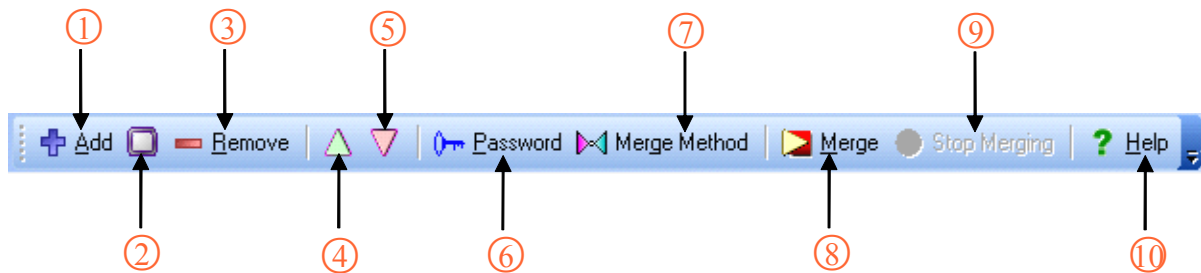 ① ③ ⑤ ⑦ ⑨
Add Remove Password Merge Method Merge Stop Merging ? Help
② ④ ⑥ ⑧ ⑩